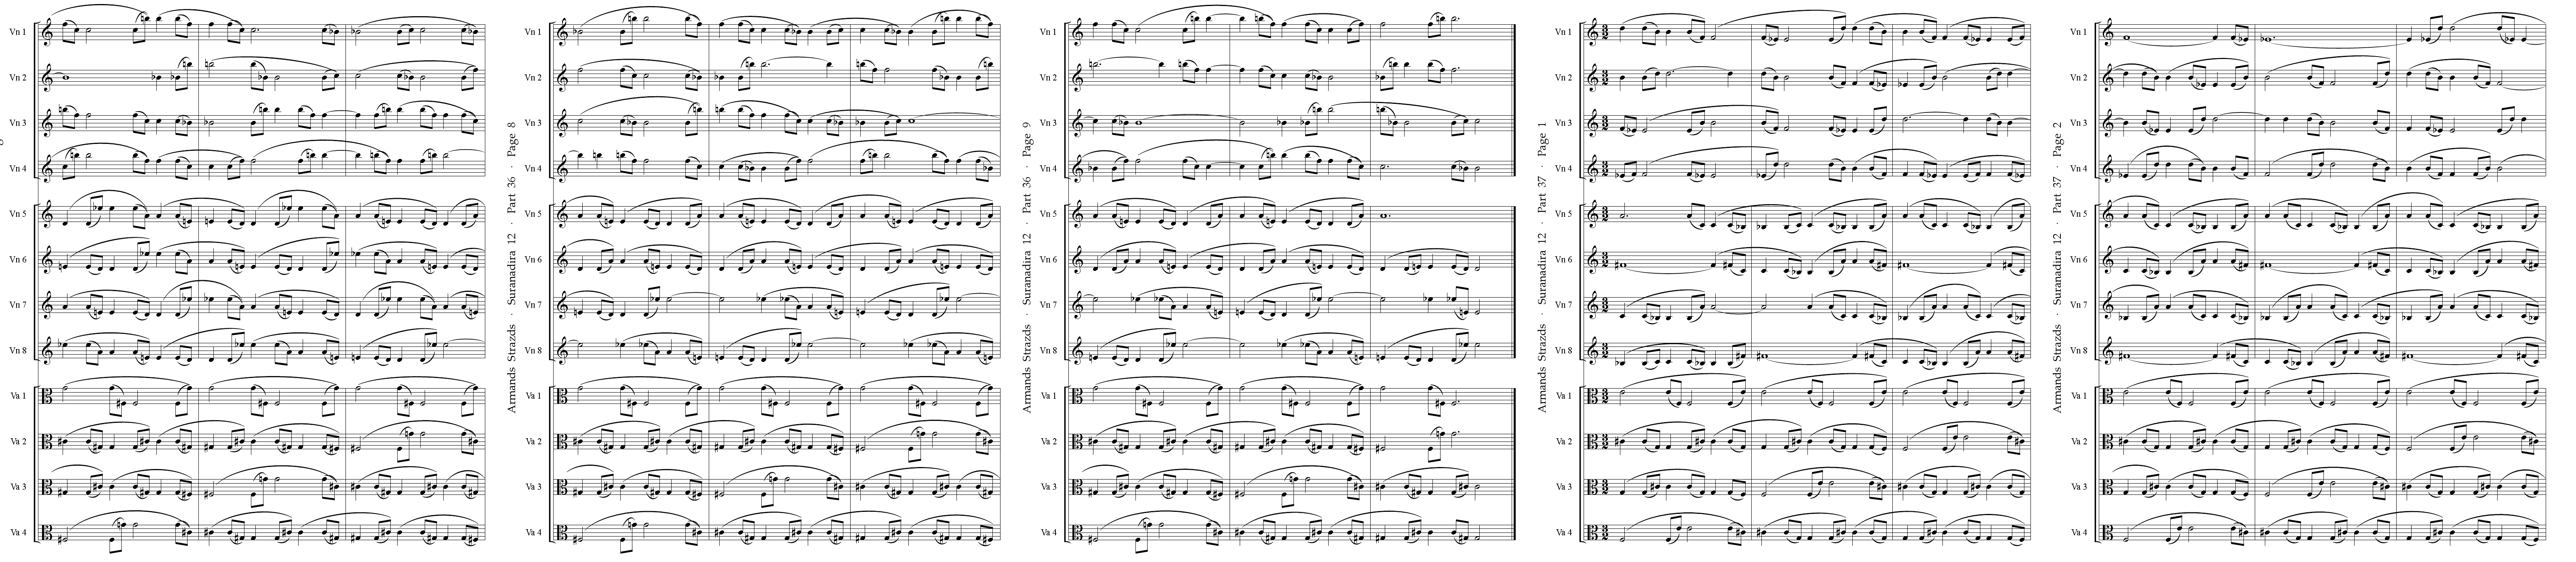 Vn 1
Vn 2
Vn 3
Vn 4
Vn 5
Vn 6
Vn 7
Vn 8
Va 1
Va 2
Va 3
Va 4
Armands Strazds · Suranadira 12 · Part 36 · Page 8
Vn 1
Vn 2
Vn 3
Vn 4
Vn 5
Vn 6
Vn 7
Vn 8
Va 1
Va 2
Va 3
Va 4
Armands Strazds · Suranadira 12 · Part 36 · Page 9
Vn 1
Vn 2
Vn 3
Vn 4
Vn 5
Vn 6
Vn 7
Vn 8
Va 1
Va 2
Va 3
Va 4
Armands Strazds · Suranadira 12 · Part 37 · Page 1
Vn 1
Vn 2
Vn 3
Vn 4
Vn 5
Vn 6
Vn 7
Vn 8
Va 1
Va 2
Va 3
Va 4
Armands Strazds · Suranadira 12 · Part 37 · Page 2
Vn 1
Vn 2
Vn 3
Vn 4
Vn 5
Vn 6
Vn 7
Vn 8
Va 1
Va 2
Va 3
Va 4